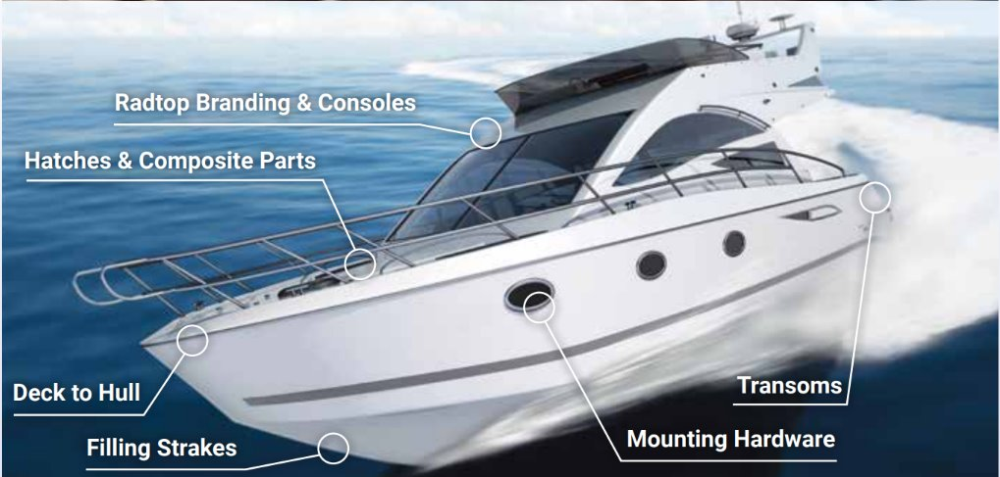 Radtop Branding & Consoles
Hatches & Composite Parts
Deck to Hull
Transoms
Mounting Hardware
Filling Strakes